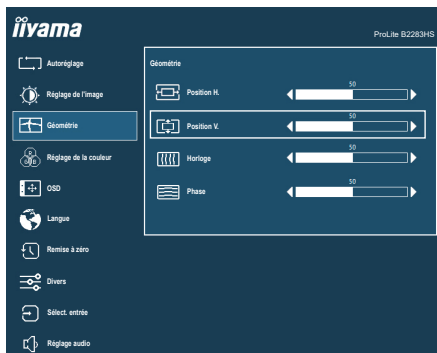 iiyama
ProLite B2283HS
Autoréglage
Réglage de l'image
Géométrie
Réglage de la couleur
R
G B
OSD
Langue
Remise à zéro
Divers
Sélect. entrée
Réglage audio
Géométrie
Position H.
50
Position V.
50
Horloge
50
Phase
50